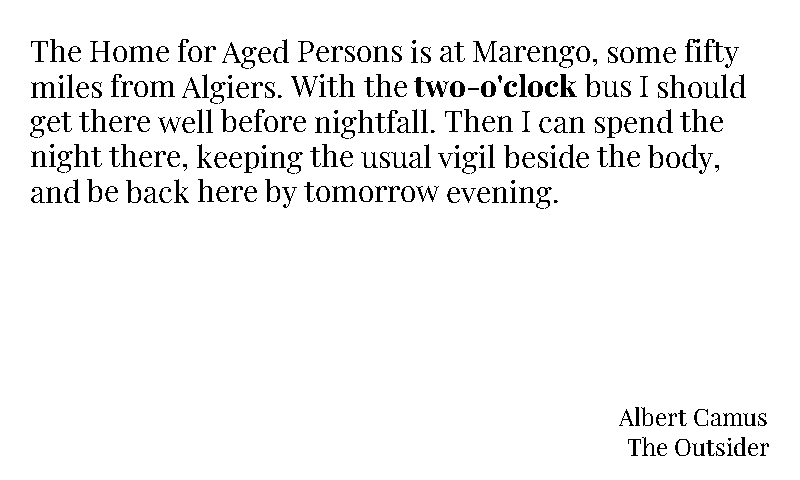 The Home for Aged Persons is at Marengo, some fifty
miles from Algiers. With the two-o'clock bus I should
get there well before nightfall. Then I can spend the
night there, keeping the usual vigil beside the body,
and be back here by tomorrow evening.
Albert Camus
The Outsider